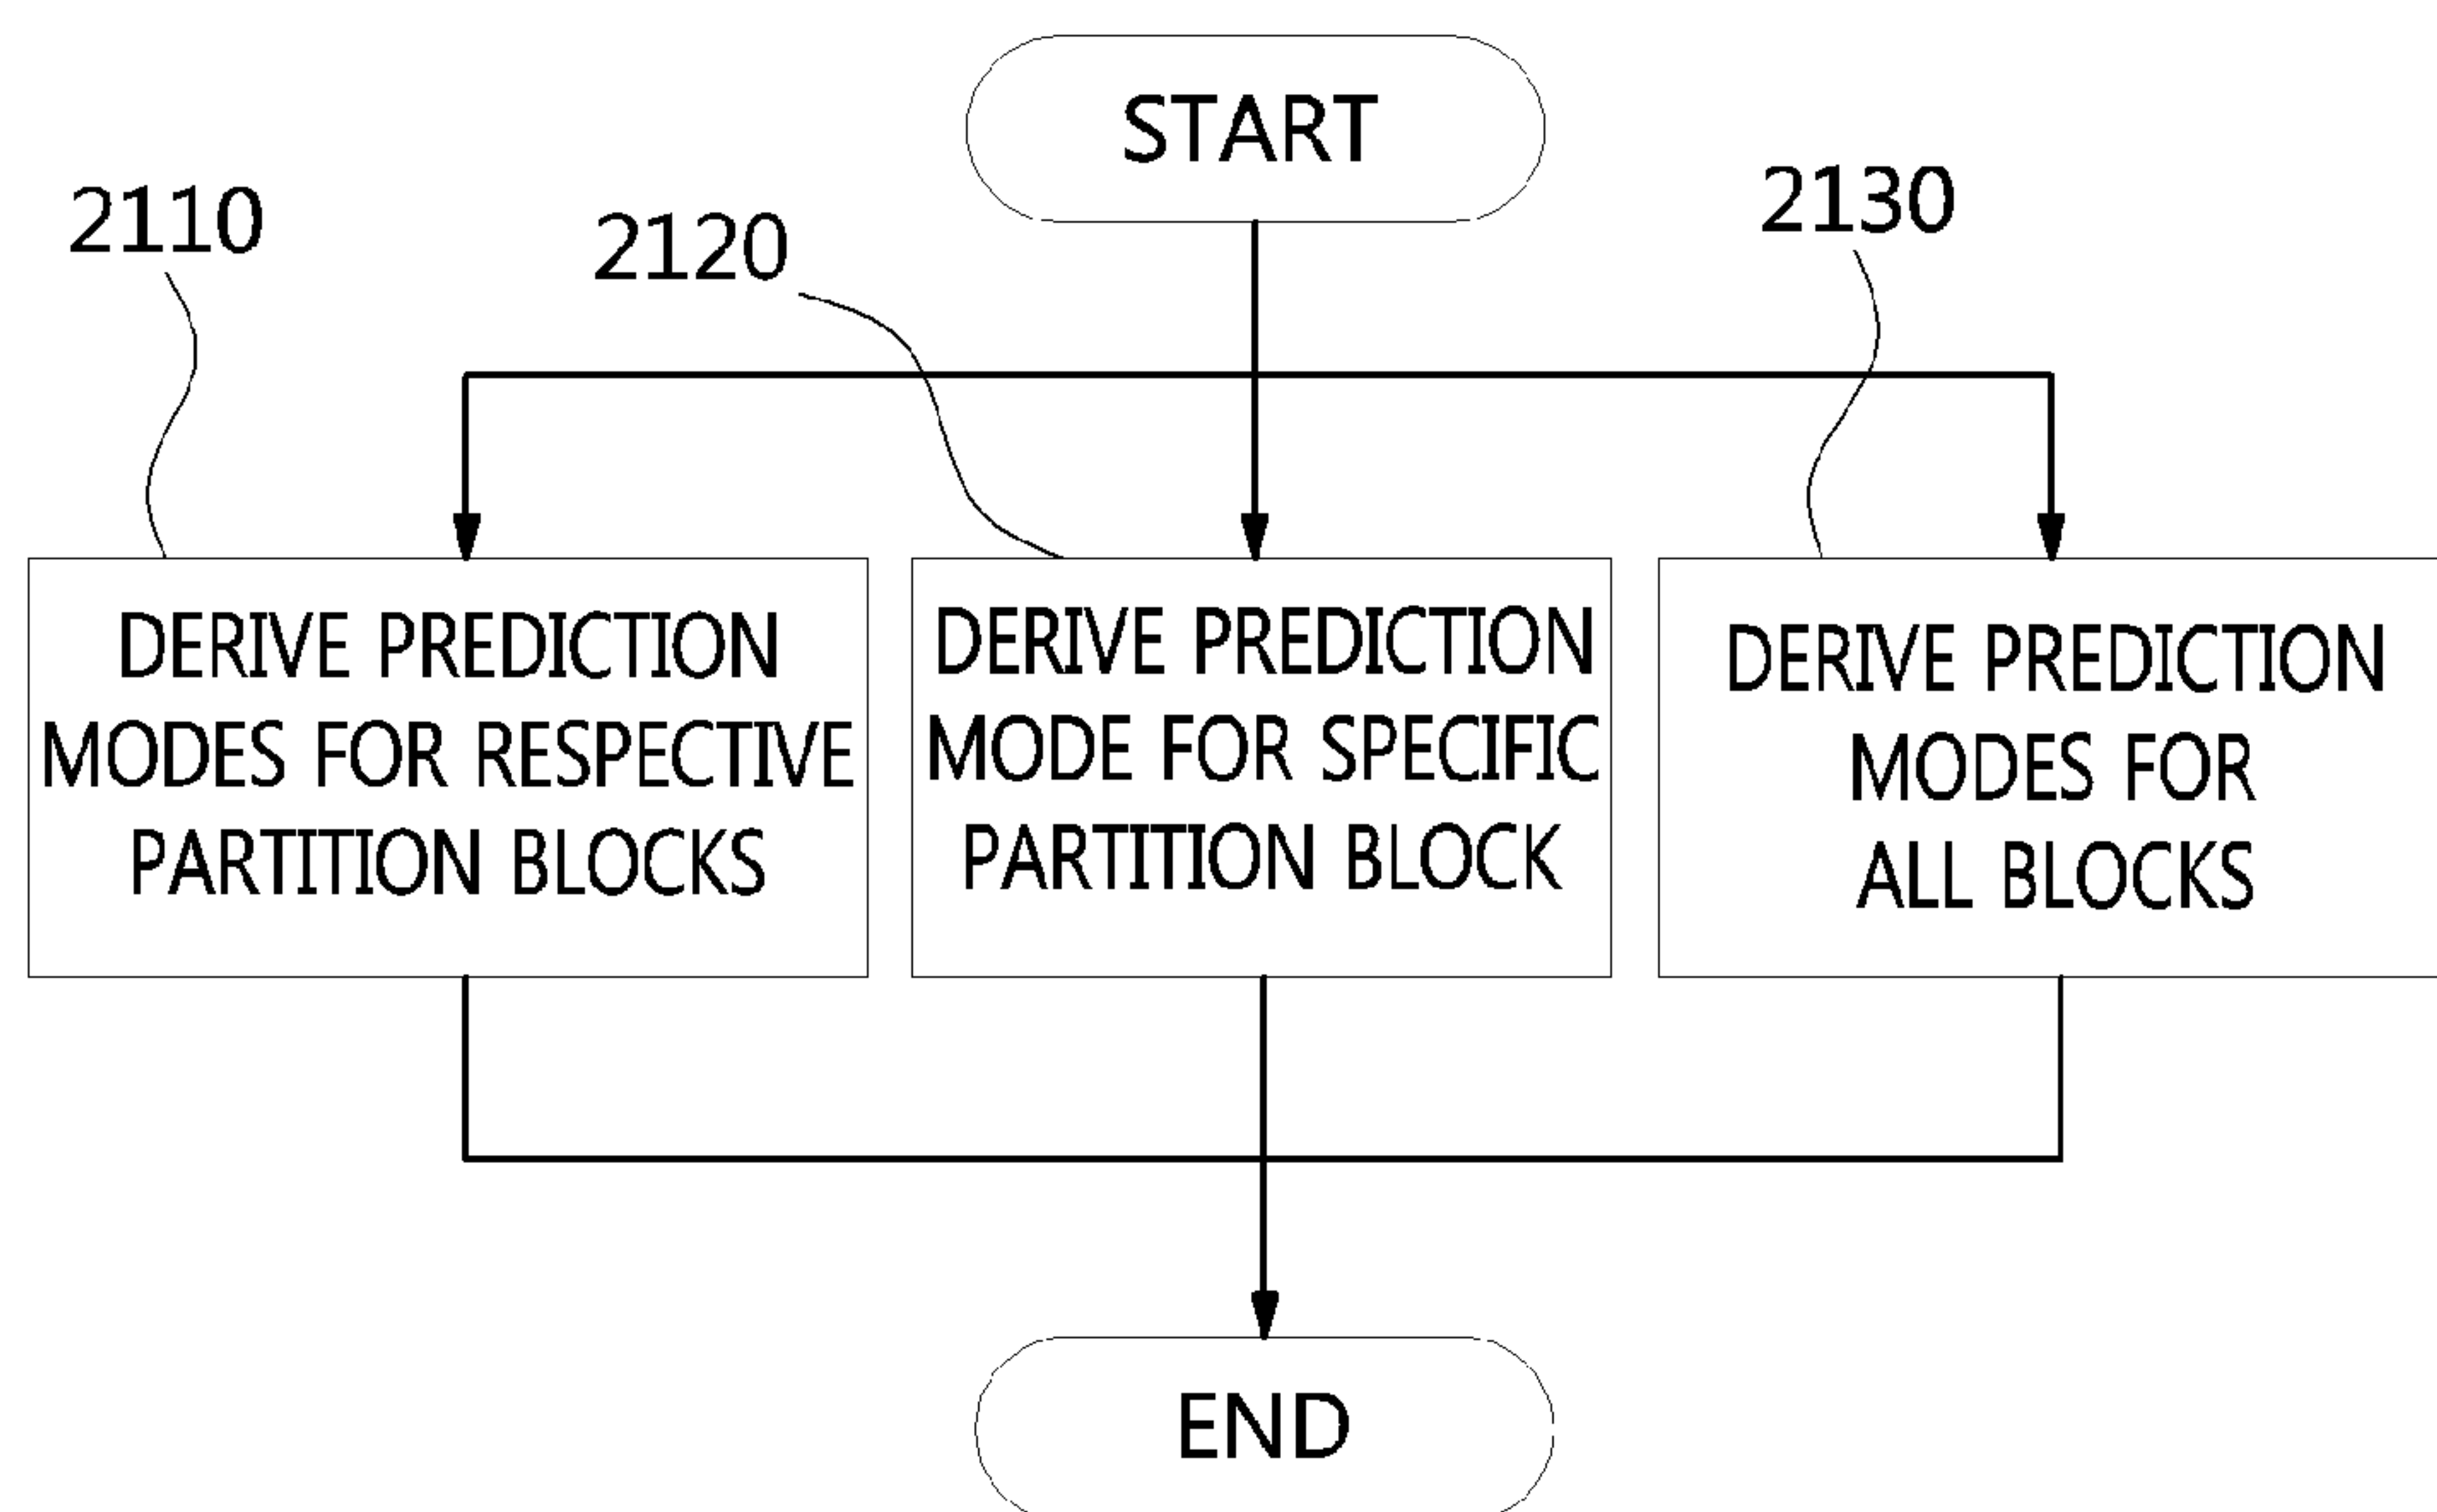 START
2110
2120
2130
DERIVE PREDICTION
MODES FOR RESPECTIVE
PARTITION BLOCKS
DERIVE PREDICTION
MODE FOR SPECIFIC
PARTITION BLOCK
DERIVE PREDICTION
MODES FOR
ALL BLOCKS
END